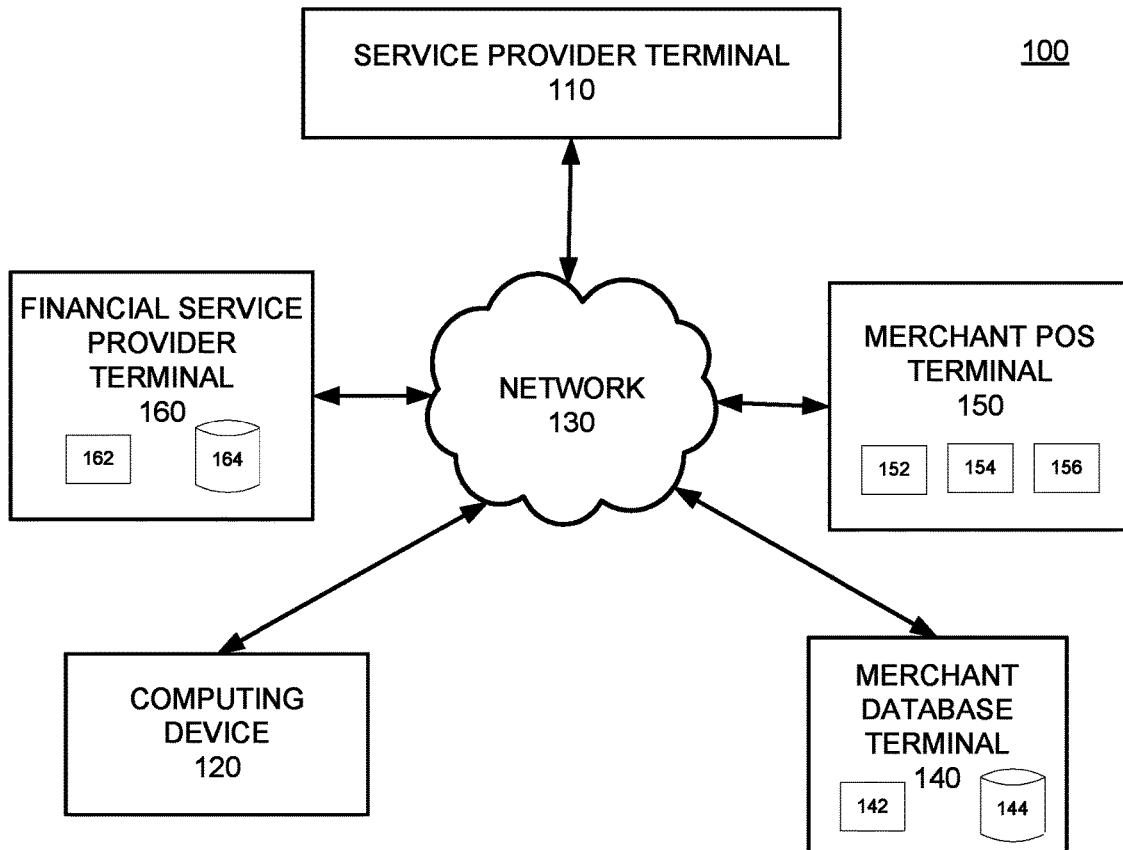 SERVICE PROVIDER TERMINAL
110
100
FINANCIAL SERVICE
PROVIDER
TERMINAL
160
162
164
NETWORK
130
MERCHANT POS
TERMINAL
150
152
154
156
COMPUTING
DEVICE
120
MERCHANT
DATABASE
TERMINAL
140
142
144